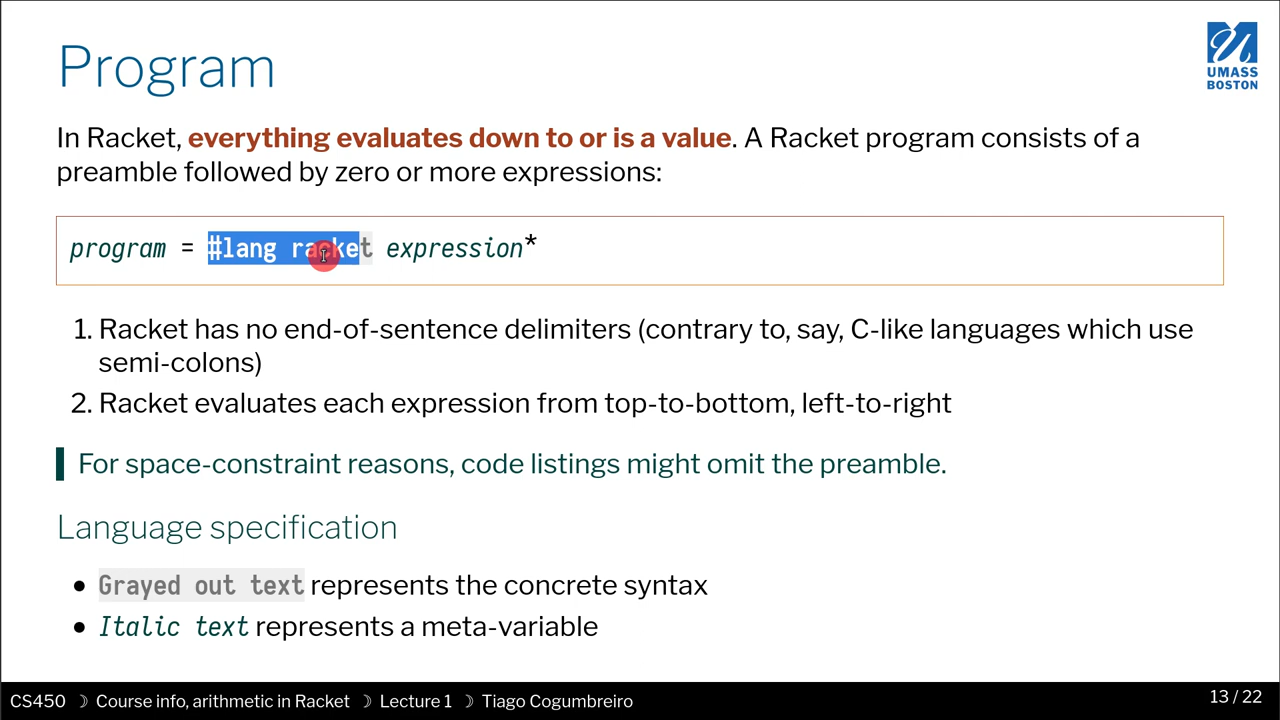 Program
UMASS
BOSTON
In Racket, everything evaluates down to or is a value. A Racket program consists of a
preamble followed by zero or more expressions:
program = #lang racket expression*
1. Racket has no end-of-sentence delimiters (contrary to, say, C-like languages which use
semi-colons)
2. Racket evaluates each expression from top-to-bottom, left-to-right
For space-constraint reasons, code listings might omit the preamble.
Language specification
• Grayed out text represents the concrete syntax
• Italic text represents a meta-variable
CS450 ☽ Course info, arithmetic in Racket ☽ Lecture 1 ☽ Tiago Cogumbreiro
13 / 22